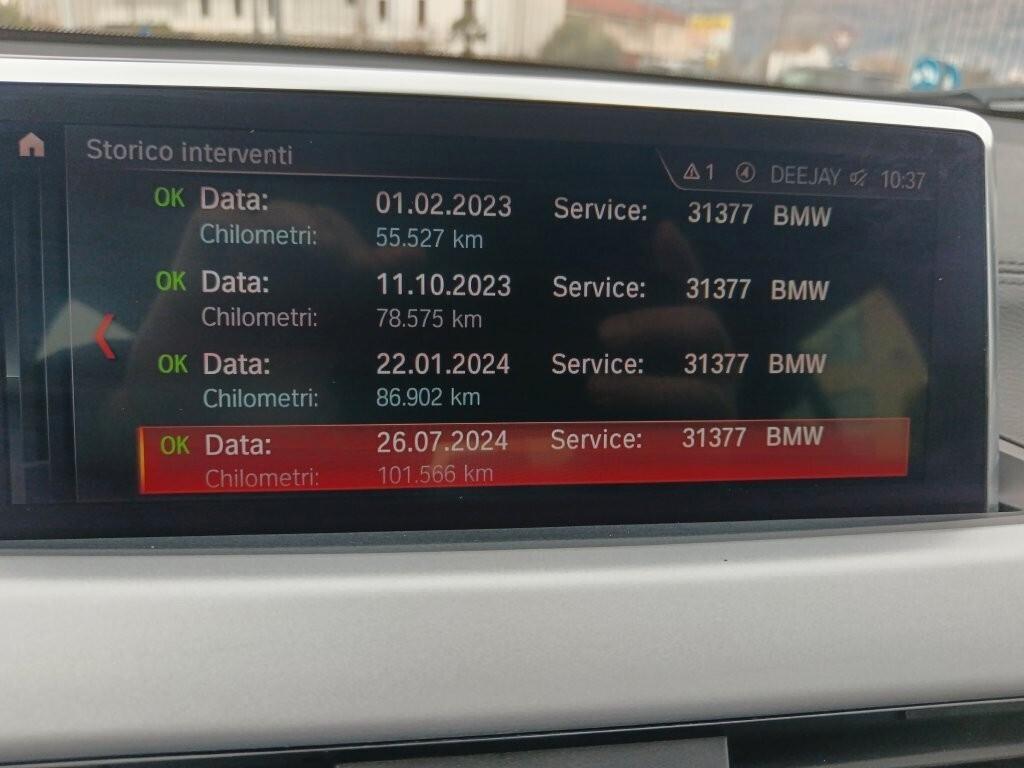 Storico interventi
1 DEEJAY 10:37
OK Data: 01.02.2023 Service: 31377 BMW
Chilometri: 55.527 km
OK Data: 11.10.2023 Service: 31377 BMW
Chilometri: 78.575 km
OK Data: 22.01.2024 Service: 31377 BMW
Chilometri: 86.902 km
OK Data: 26.07.2024 Service: 31377 BMW
Chilometri: 101.566 km